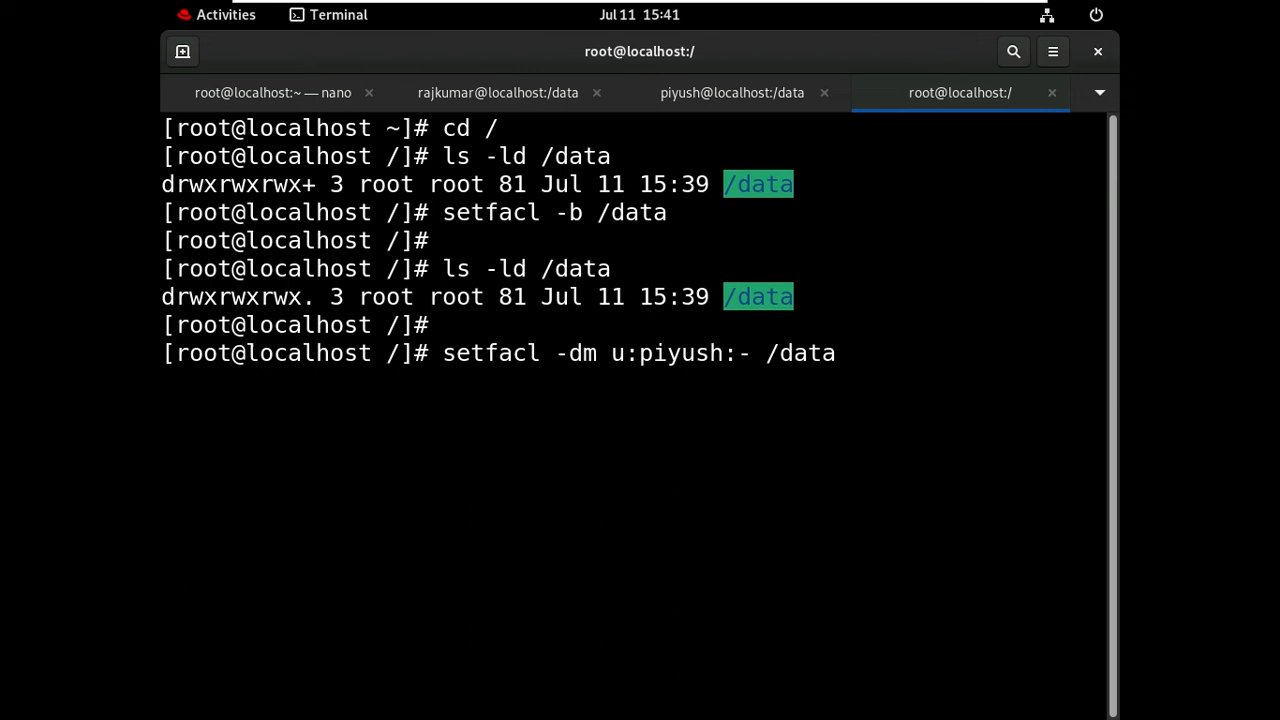 Activities Terminal Jul 11 15:41
root@localhost:/
root@localhost:~ — nano rajkumar@localhost:/data piyush@localhost:/data root@localhost:/
[root@localhost ~]# cd /
[root@localhost /]# ls -ld /data
drwxrwxrwx+ 3 root root 81 Jul 11 15:39 /data
[root@localhost /]# setfacl -b /data
[root@localhost /]#
[root@localhost /]# ls -ld /data
drwxrwxrwx. 3 root root 81 Jul 11 15:39 /data
[root@localhost /]#
[root@localhost /]# setfacl -dm u:piyush:- /data